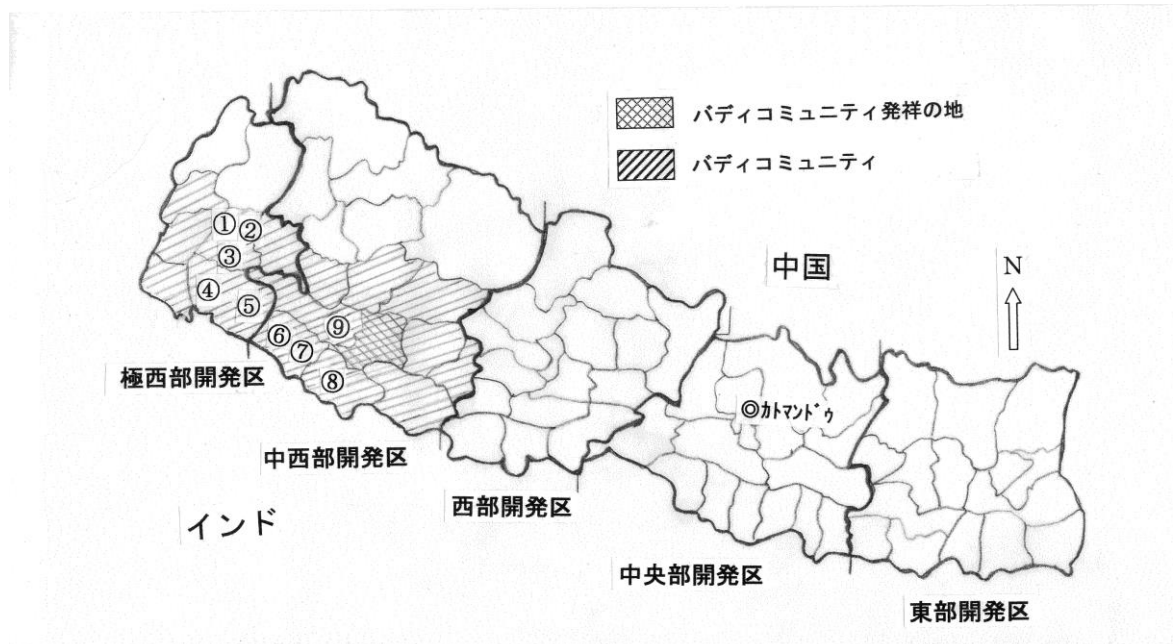 バディコミュニティ発祥の地
バディコミュニティ
中国
N
①
②
③
④
⑤
⑥
⑦
⑧
⑨
極西部開発区
中西部開発区
西部開発区
◎カトマンドゥ
インド
中央部開発区
東部開発区